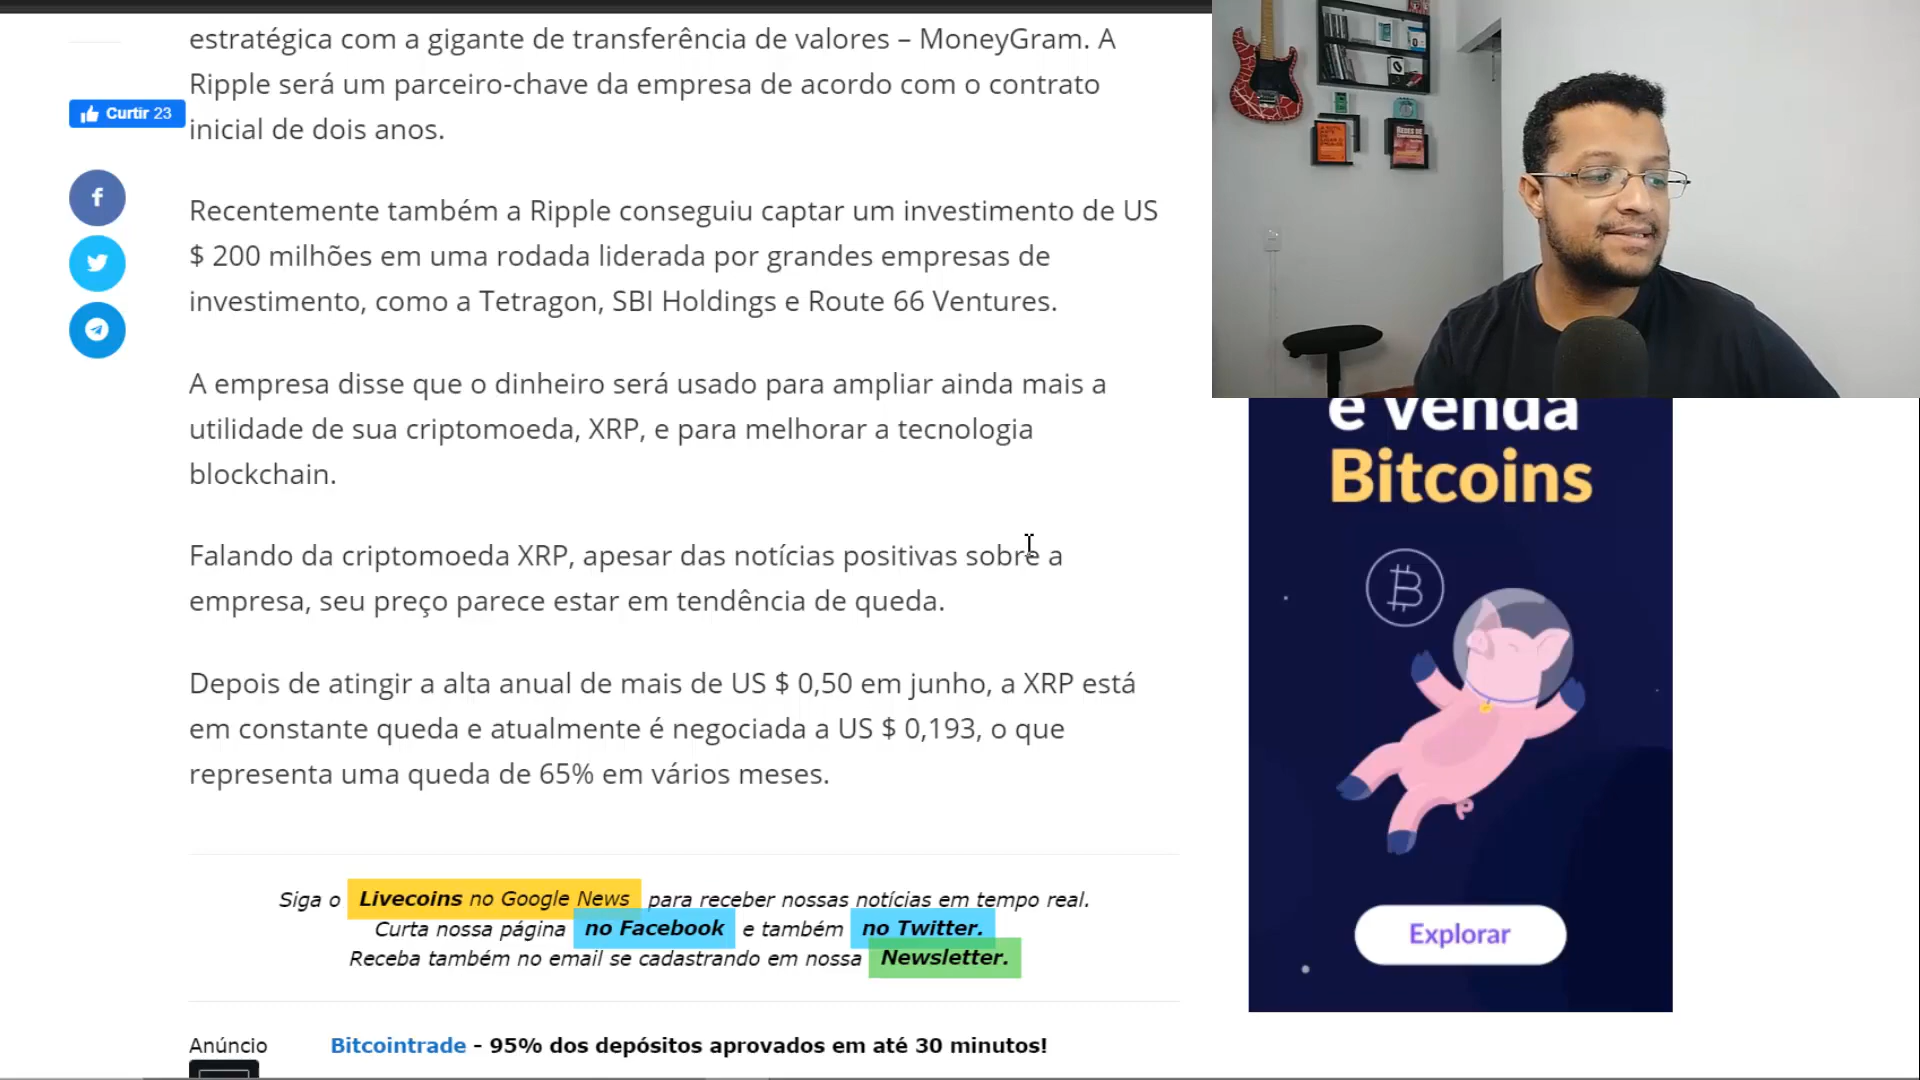 estratégica com a gigante de transferência de valores – MoneyGram. A
Ripple será um parceiro-chave da empresa de acordo com o contrato
inicial de dois anos.
Curtir 23
Recentemente também a Ripple conseguiu captar um investimento de US
$ 200 milhões em uma rodada liderada por grandes empresas de
investimento, como a Tetragon, SBI Holdings e Route 66 Ventures.
A empresa disse que o dinheiro será usado para ampliar ainda mais a
utilidade de sua criptomoeda, XRP, e para melhorar a tecnologia
blockchain.
Falando da criptomoeda XRP, apesar das notícias positivas sobre a
empresa, seu preço parece estar em tendência de queda.
Depois de atingir a alta anual de mais de US $ 0,50 em junho, a XRP está
em constante queda e atualmente é negociada a US $ 0,193, o que
representa uma queda de 65% em vários meses.
Siga o Livecoins no Google News para receber nossas notícias em tempo real.
Curta nossa página no Facebook e também no Twitter.
Receba também no email se cadastrando em nossa Newsletter.
Anúncio
Bitcointrade - 95% dos depósitos aprovados em até 30 minutos!
e venda
Bitcoins
Explorar